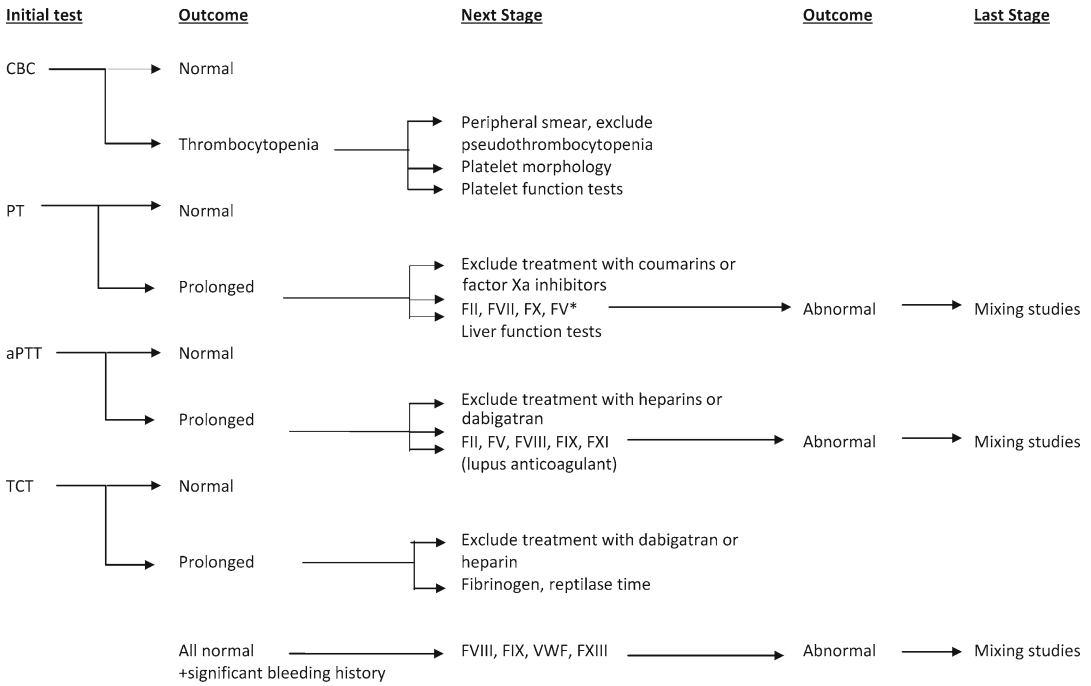 Initial test Outcome Next Stage Outcome Last Stage
CBC Normal
Thrombocytopenia
Peripheral smear, exclude
pseudothrombocytopenia
Platelet morphology
Platelet function tests
PT Normal
Prolonged
Exclude treatment with coumarins or
factor Xa inhibitors
FII, FVII, FX, FV* Abnormal Mixing studies
Liver function tests
aPTT Normal
Prolonged
Exclude treatment with heparins or
dabigatran
FII, FV, FVIII, FIX, FXI Abnormal Mixing studies
(lupus anticoagulant)
TCT Normal
Prolonged
Exclude treatment with dabigatran or
heparin
Fibrinogen, reptilase time
All normal FVIII, FIX, VWF, FXIII Abnormal Mixing studies
+significant bleeding history